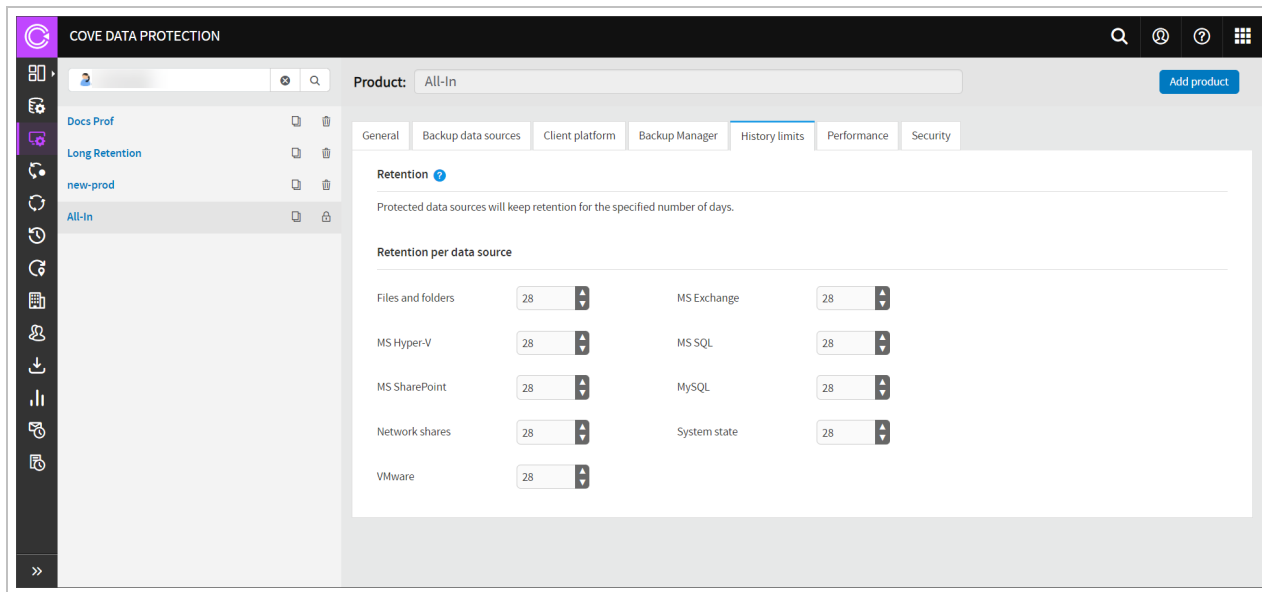 COVE DATA PROTECTION
Product: All-In Add product
Docs Prof
Long Retention
new-prod
All-In
General Backup data sources Client platform Backup Manager History limits Performance Security
Retention ?
Protected data sources will keep retention for the specified number of days.
Retention per data source
Files and folders 28 MS Exchange 28
MS Hyper-V 28 MS SQL 28
MS SharePoint 28 MySQL 28
Network shares 28 System state 28
VMware 28